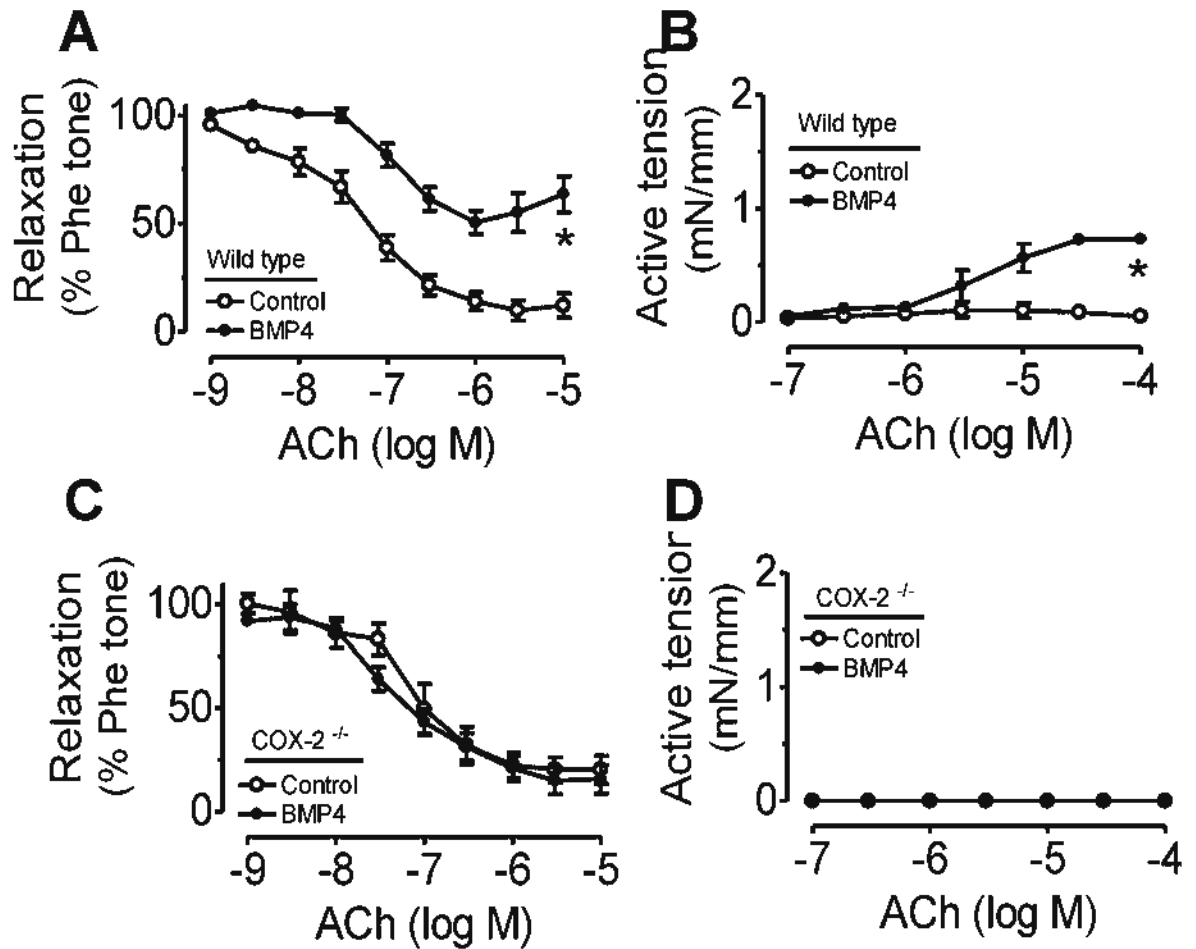 A
Relaxation
(% Phe tone)
100
50
0
Wild type
Control
BMP4
*
-9 -8 -7 -6 -5
ACh (log M)
B
Active tension
(mN/mm)
2
1
0
Wild type
Control
BMP4
*
-7 -6 -5 -4
ACh (log M)
C
Relaxation
(% Phe tone)
100
50
0
COX-2 -/-
Control
BMP4
-9 -8 -7 -6 -5
ACh (log M)
D
Active tension
(mN/mm)
2
1
0
COX-2 -/-
Control
BMP4
-7 -6 -5 -4
ACh (log M)